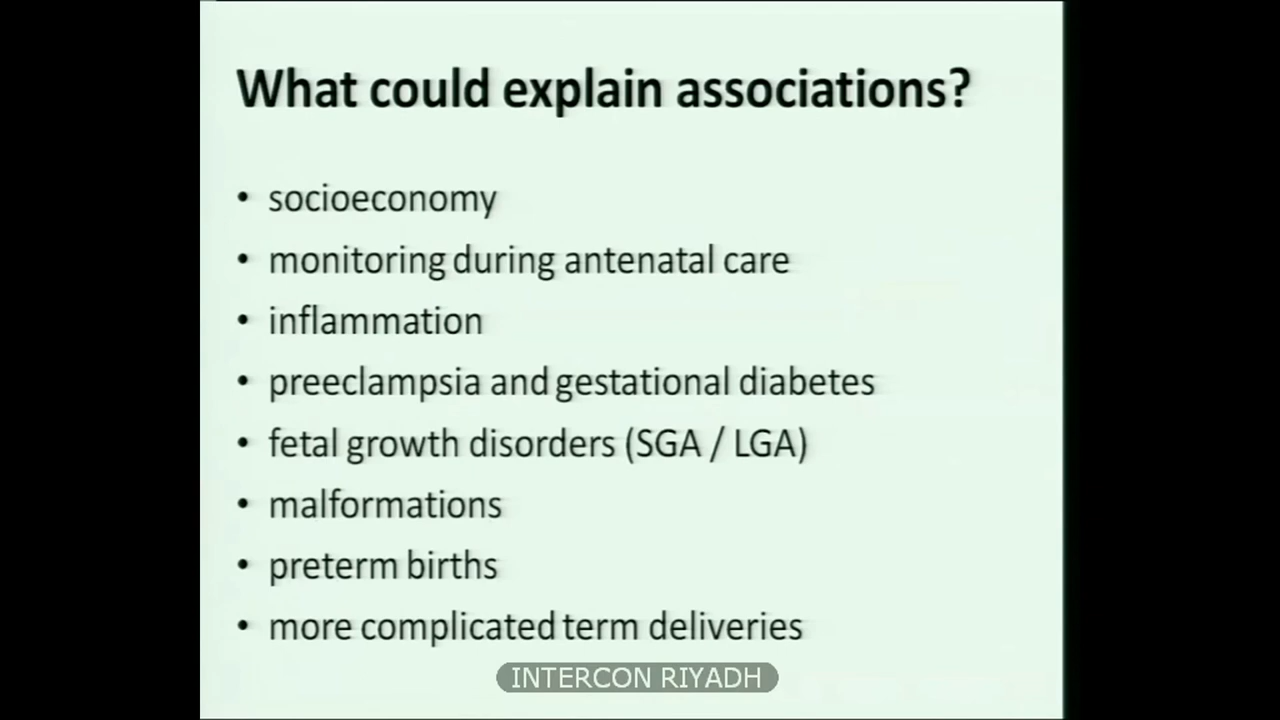 What could explain associations?
• socioeconomy
• monitoring during antenatal care
• inflammation
• preeclampsia and gestational diabetes
• fetal growth disorders (SGA / LGA)
• malformations
• preterm births
• more complicated term deliveries
INTERCON RIYADH